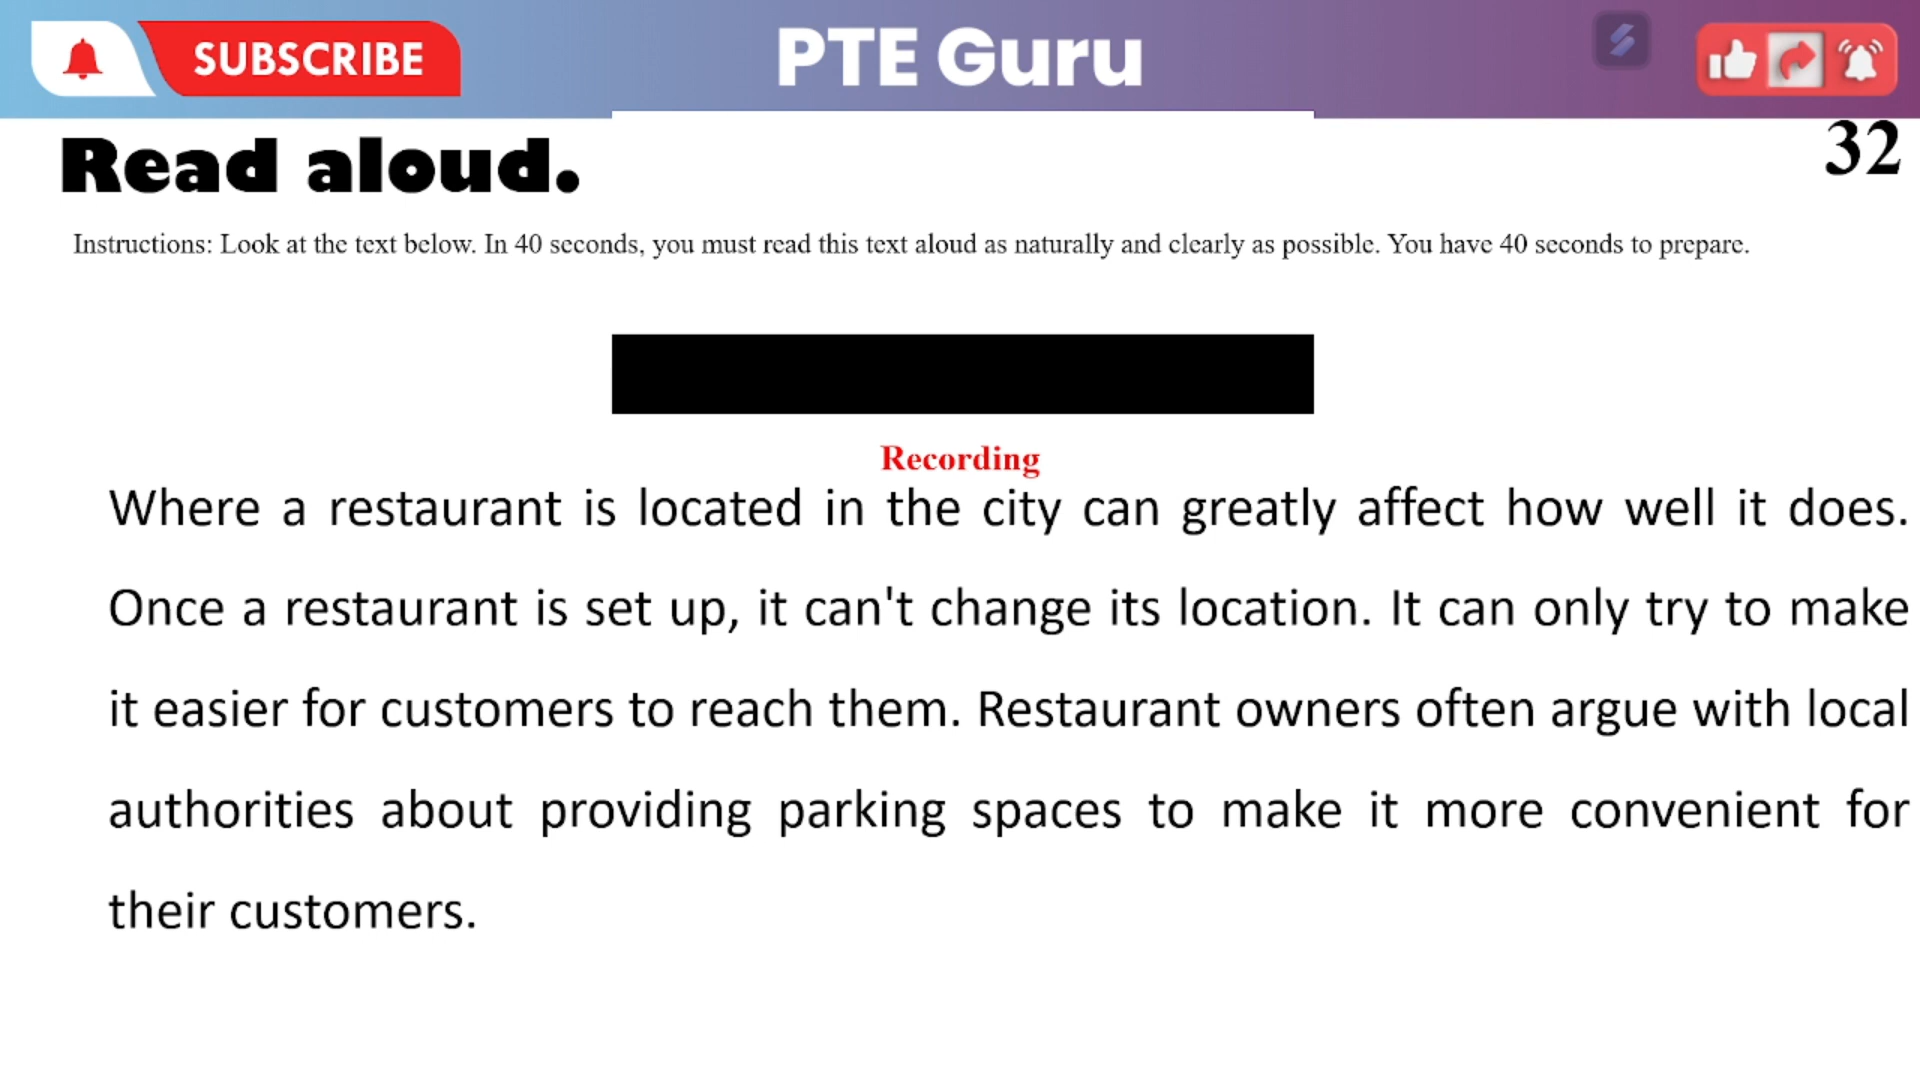 SUBSCRIBE
PTE Guru
Read aloud.
32
Instructions: Look at the text below. In 40 seconds, you must read this text aloud as naturally and clearly as possible. You have 40 seconds to prepare.
Recording
Where a restaurant is located in the city can greatly affect how well it does.
Once a restaurant is set up, it can't change its location. It can only try to make
it easier for customers to reach them. Restaurant owners often argue with local
authorities about providing parking spaces to make it more convenient for
their customers.